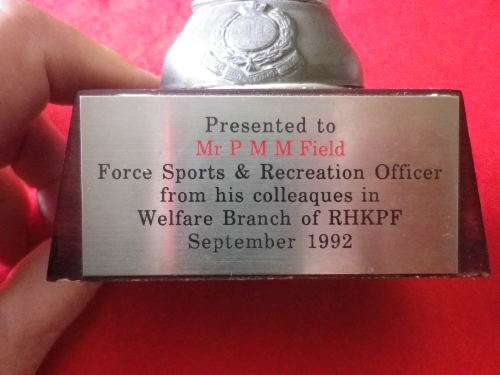 Presented to
Mr P M M Field
Force Sports & Recreation Officer
from his colleaques in
Welfare Branch of RHKPF
September 1992